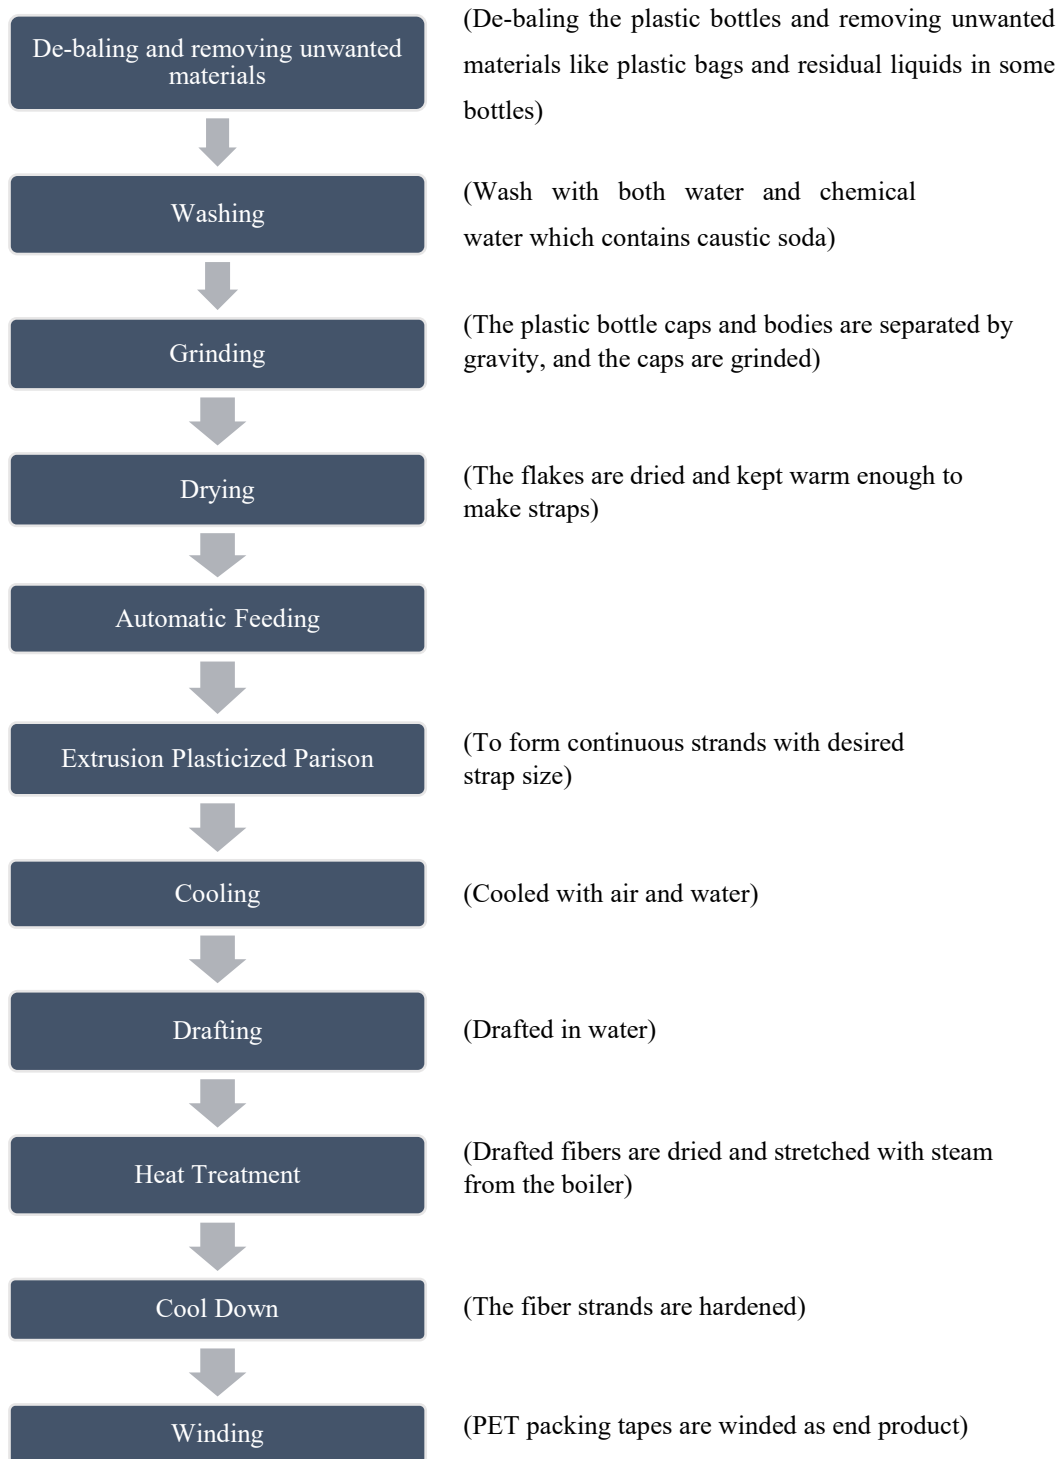 De-baling and removing unwanted
materials
(De-baling the plastic bottles and removing unwanted
materials like plastic bags and residual liquids in some
bottles)
Washing
(Wash with both water and chemical
water which contains caustic soda)
Grinding
(The plastic bottle caps and bodies are separated by
gravity, and the caps are grinded)
Drying
(The flakes are dried and kept warm enough to
make straps)
Automatic Feeding
Extrusion Plasticized Parison
(To form continuous strands with desired
strap size)
Cooling
(Cooled with air and water)
Drafting
(Drafted in water)
Heat Treatment
(Drafted fibers are dried and stretched with steam
from the boiler)
Cool Down
(The fiber strands are hardened)
Winding
(PET packing tapes are winded as end product)